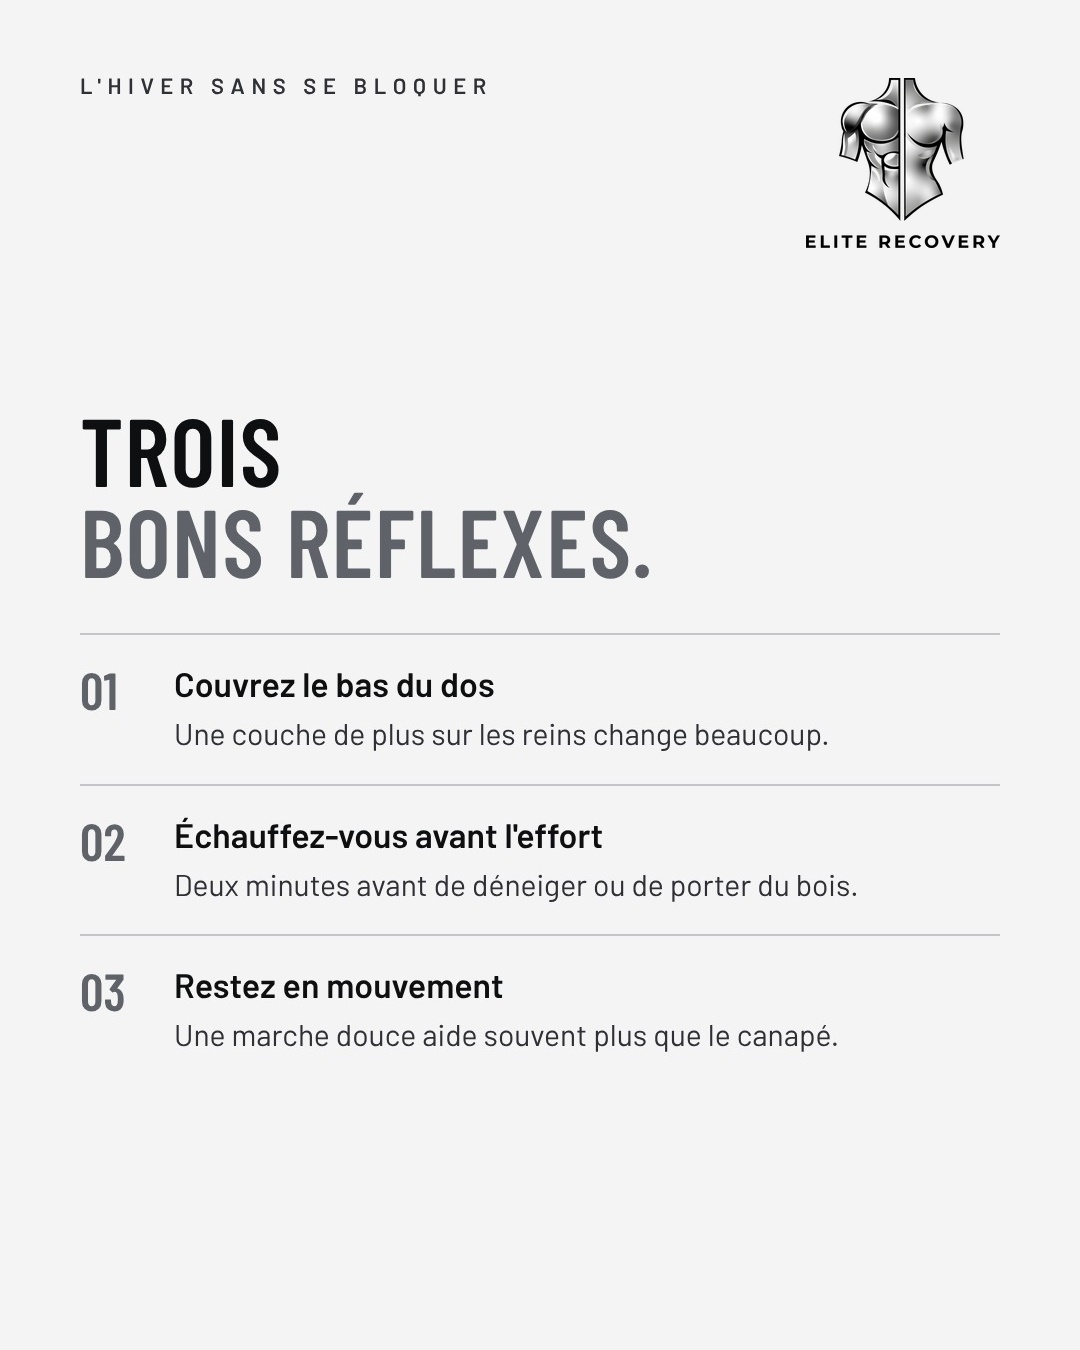 L'HIVER SANS SE BLOQUER
ELITE RECOVERY
TROIS
BONS RÉFLEXES.
01
Couvrez le bas du dos
Une couche de plus sur les reins change beaucoup.
02
Échauffez-vous avant l'effort
Deux minutes avant de déneiger ou de porter du bois.
03
Restez en mouvement
Une marche douce aide souvent plus que le canapé.